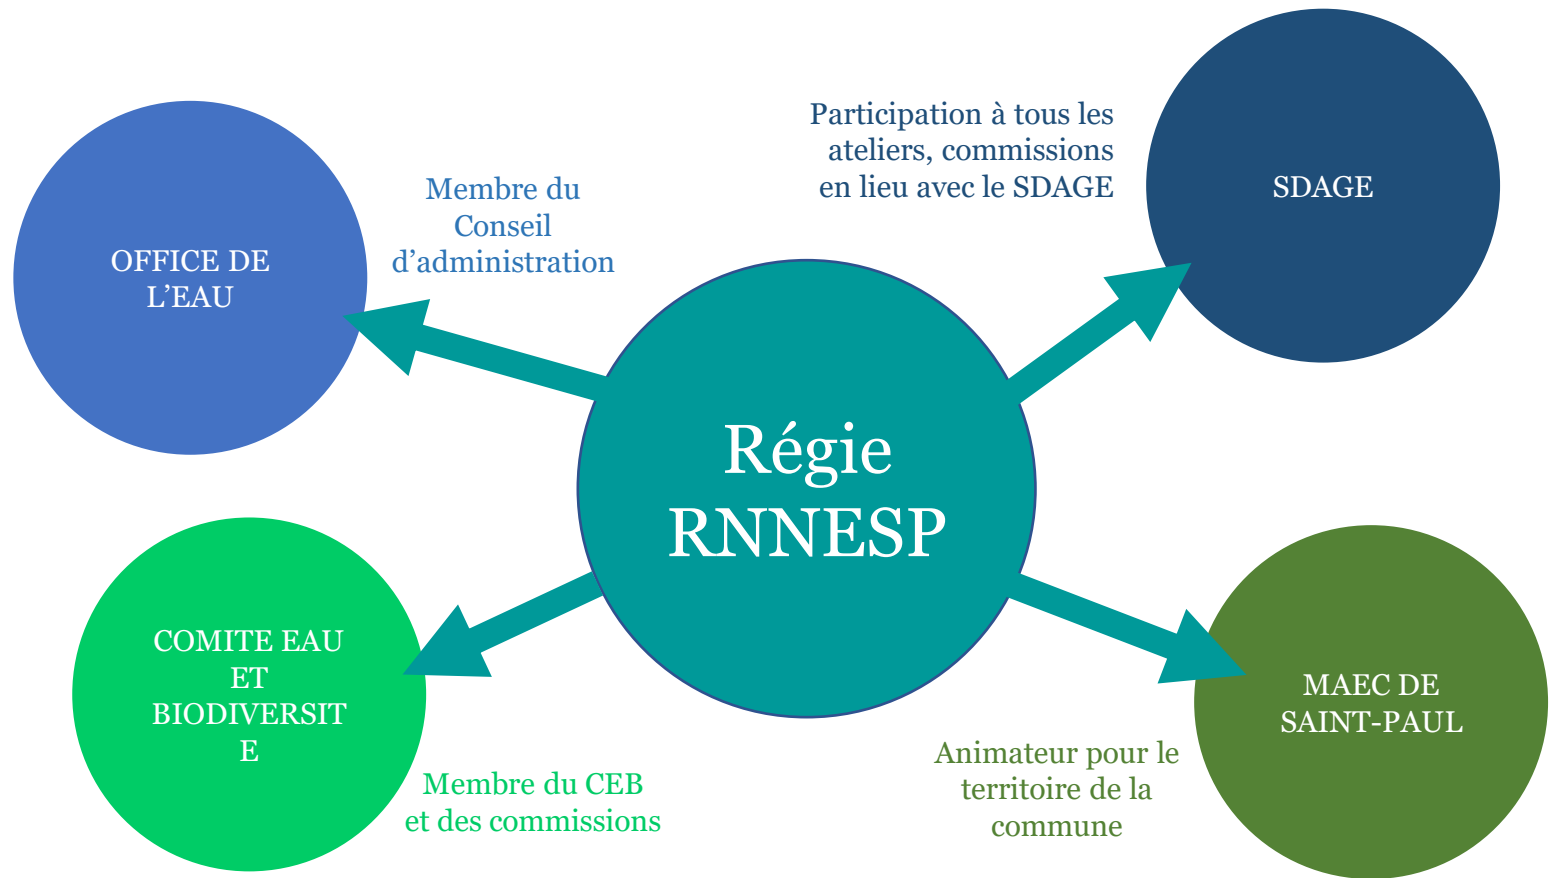 OFFICE DE
L’EAU
Membre du
Conseil
d’administration
Participation à tous les
ateliers, commissions
en lieu avec le SDAGE
SDAGE
Régie
RNNESP
COMITE EAU
ET
BIODIVERSIT
E
Membre du CEB
et des commissions
Animateur pour le
territoire de la
commune
MAEC DE
SAINT-PAUL